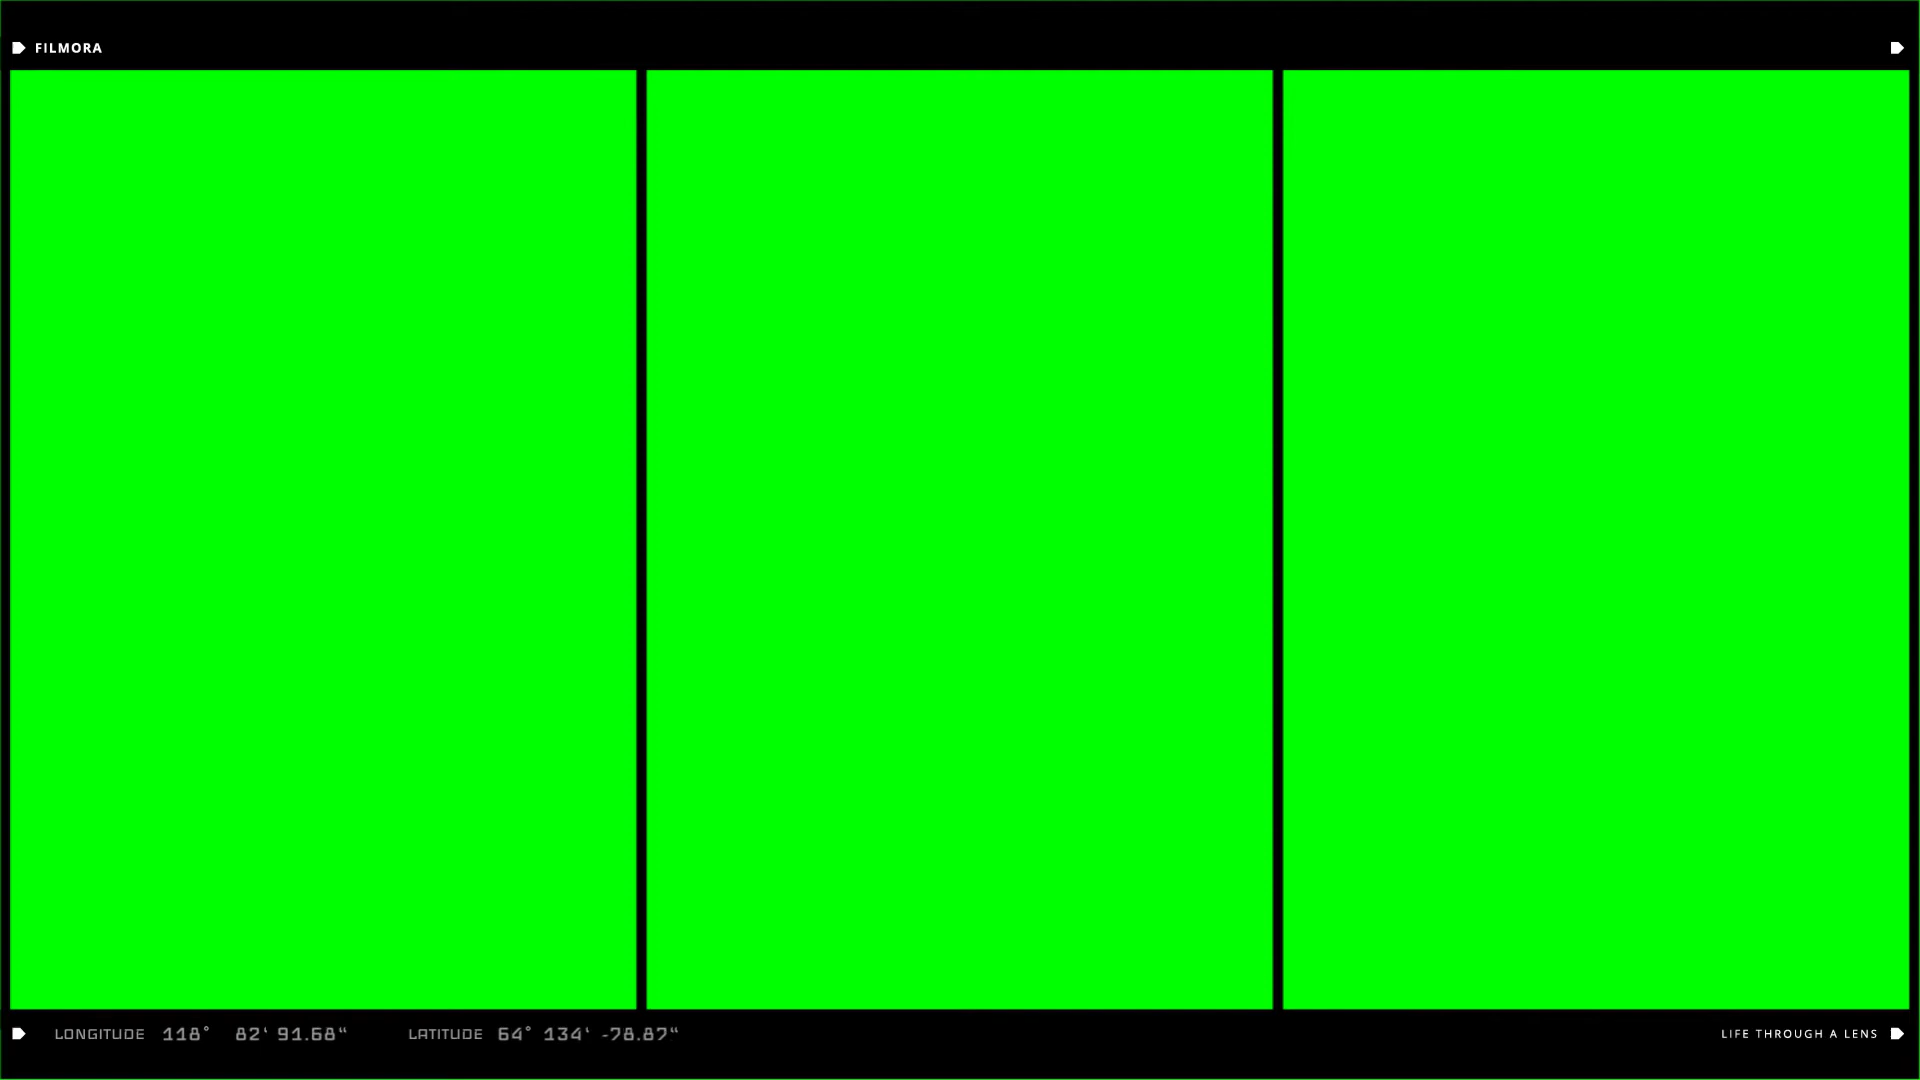 FILMORA
LONGITUDE 118° 82‘ 91.68“ LATITUDE 64° 134‘ -78.87“
LIFE THROUGH A LENS